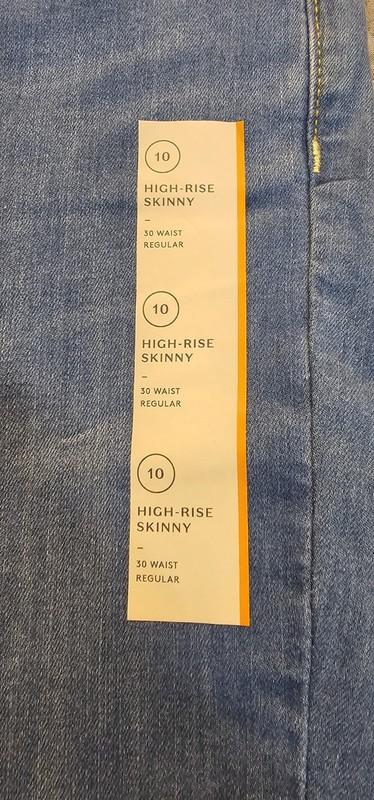 10
HIGH-RISE
SKINNY
–
30 WAIST
REGULAR
10
HIGH-RISE
SKINNY
–
30 WAIST
REGULAR
10
HIGH-RISE
SKINNY
–
30 WAIST
REGULAR